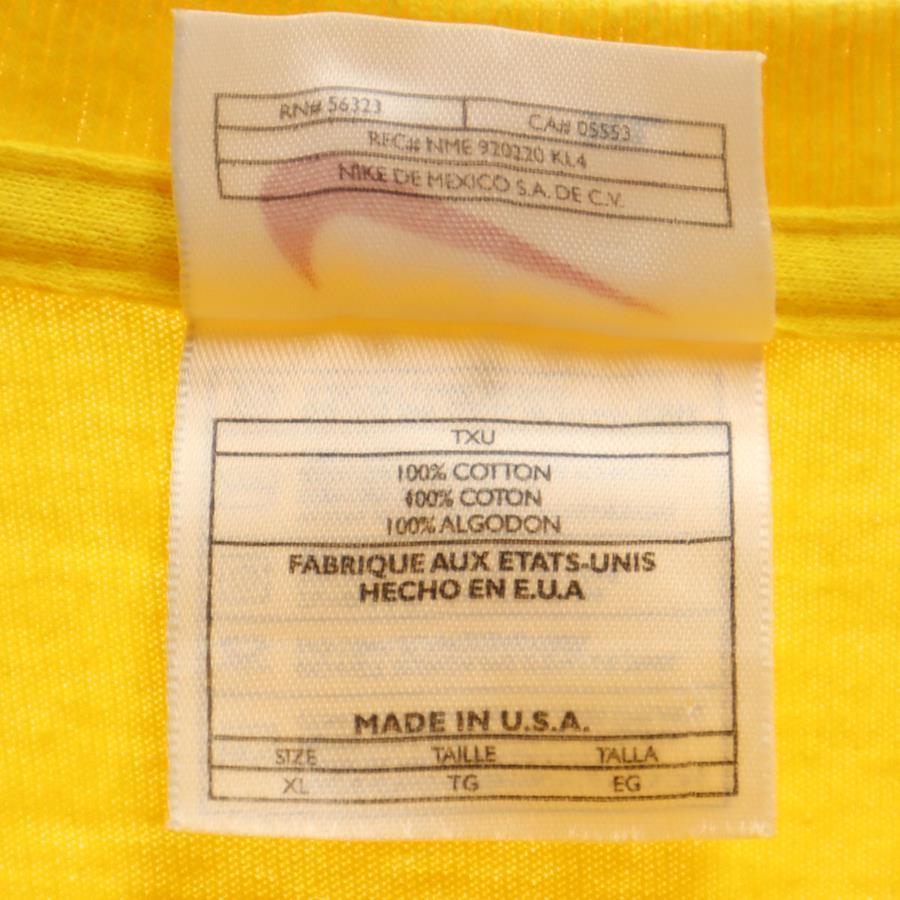 RN# 56323 CA# 05553
REC# NME 920220 KL4
NIKE DE MEXICO S.A. DE C.V.
TXU
100% COTTON
100% COTON
100% ALGODON
FABRIQUE AUX ETATS-UNIS
HECHO EN E.U.A
MADE IN U.S.A.
SIZE TAILLE TALLA
XL TG EG